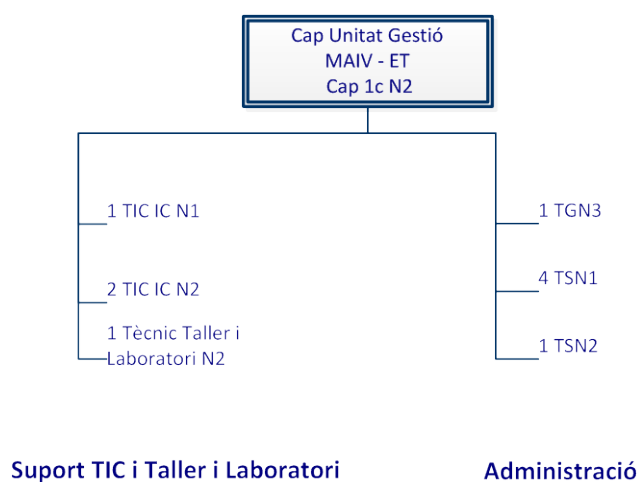 Cap Unitat Gestió
MAIV - ET
Cap 1c N2
1 TIC IC N1
2 TIC IC N2
1 Tècnic Taller i
Laboratori N2
1 TGN3
4 TSN1
1 TSN2
Suport TIC i Taller i Laboratori
Administració